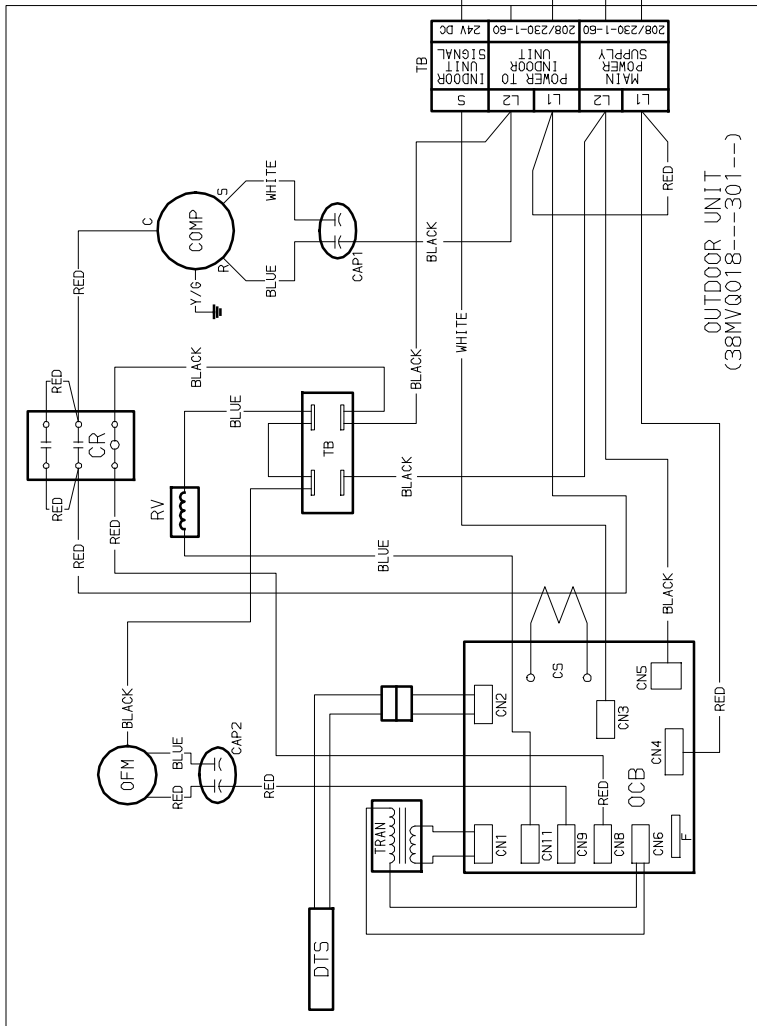 24V DC
208/230-1-60
208/230-1-60
TB
INDOOR
UNIT
SIGNAL
POWER TO
INDOOR
UNIT
MAIN
POWER
SUPPLY
S
L2
L1
L2
L1
WHITE
S
C
COMP
R
RED
Y/G
BLUE
CAP1
BLACK
RED
OUTDOOR UNIT
(38MVQ018---301--)
WHITE
RED
CR
BLACK
BLUE
TB
BLACK
RED
RED
RED
RV
BLACK
BLUE
BLACK
OFM
BLUE
RED
CAP2
RED
CS
BLACK
CN2
CN5
CN3
RED
CN4
RED
OCB
TRAN
CN1
CN11
CN9
CN8
CN6
F
DTS